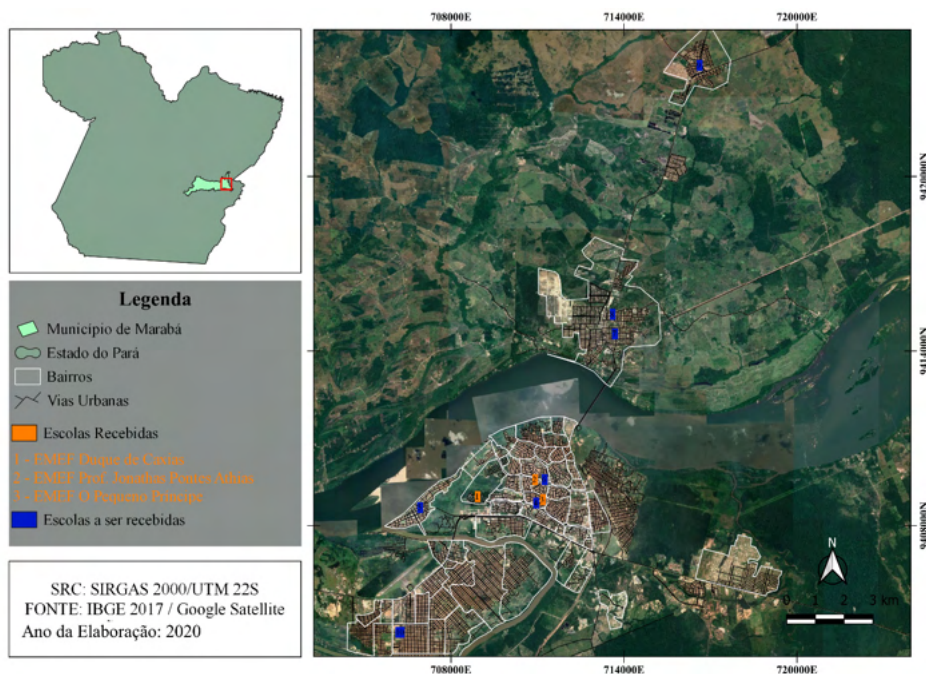 708000E 714000E 720000E
9420000N
9414000N
9408000N
N
0 1 2 3 km
708000E 714000E 720000E
Legenda
Município de Marabá
Estado do Pará
Bairros
Vias Urbanas
Escolas Recebidas
1 - EMEF Duque de Caxias
2 - EMEF Prof. Jonathas Pontes Athias
3 - EMEF O Pequeno Príncipe
Escolas a ser recebidas
SRC: SIRGAS 2000/UTM 22S
FONTE: IBGE 2017 / Google Satellite
Ano da Elaboração: 2020